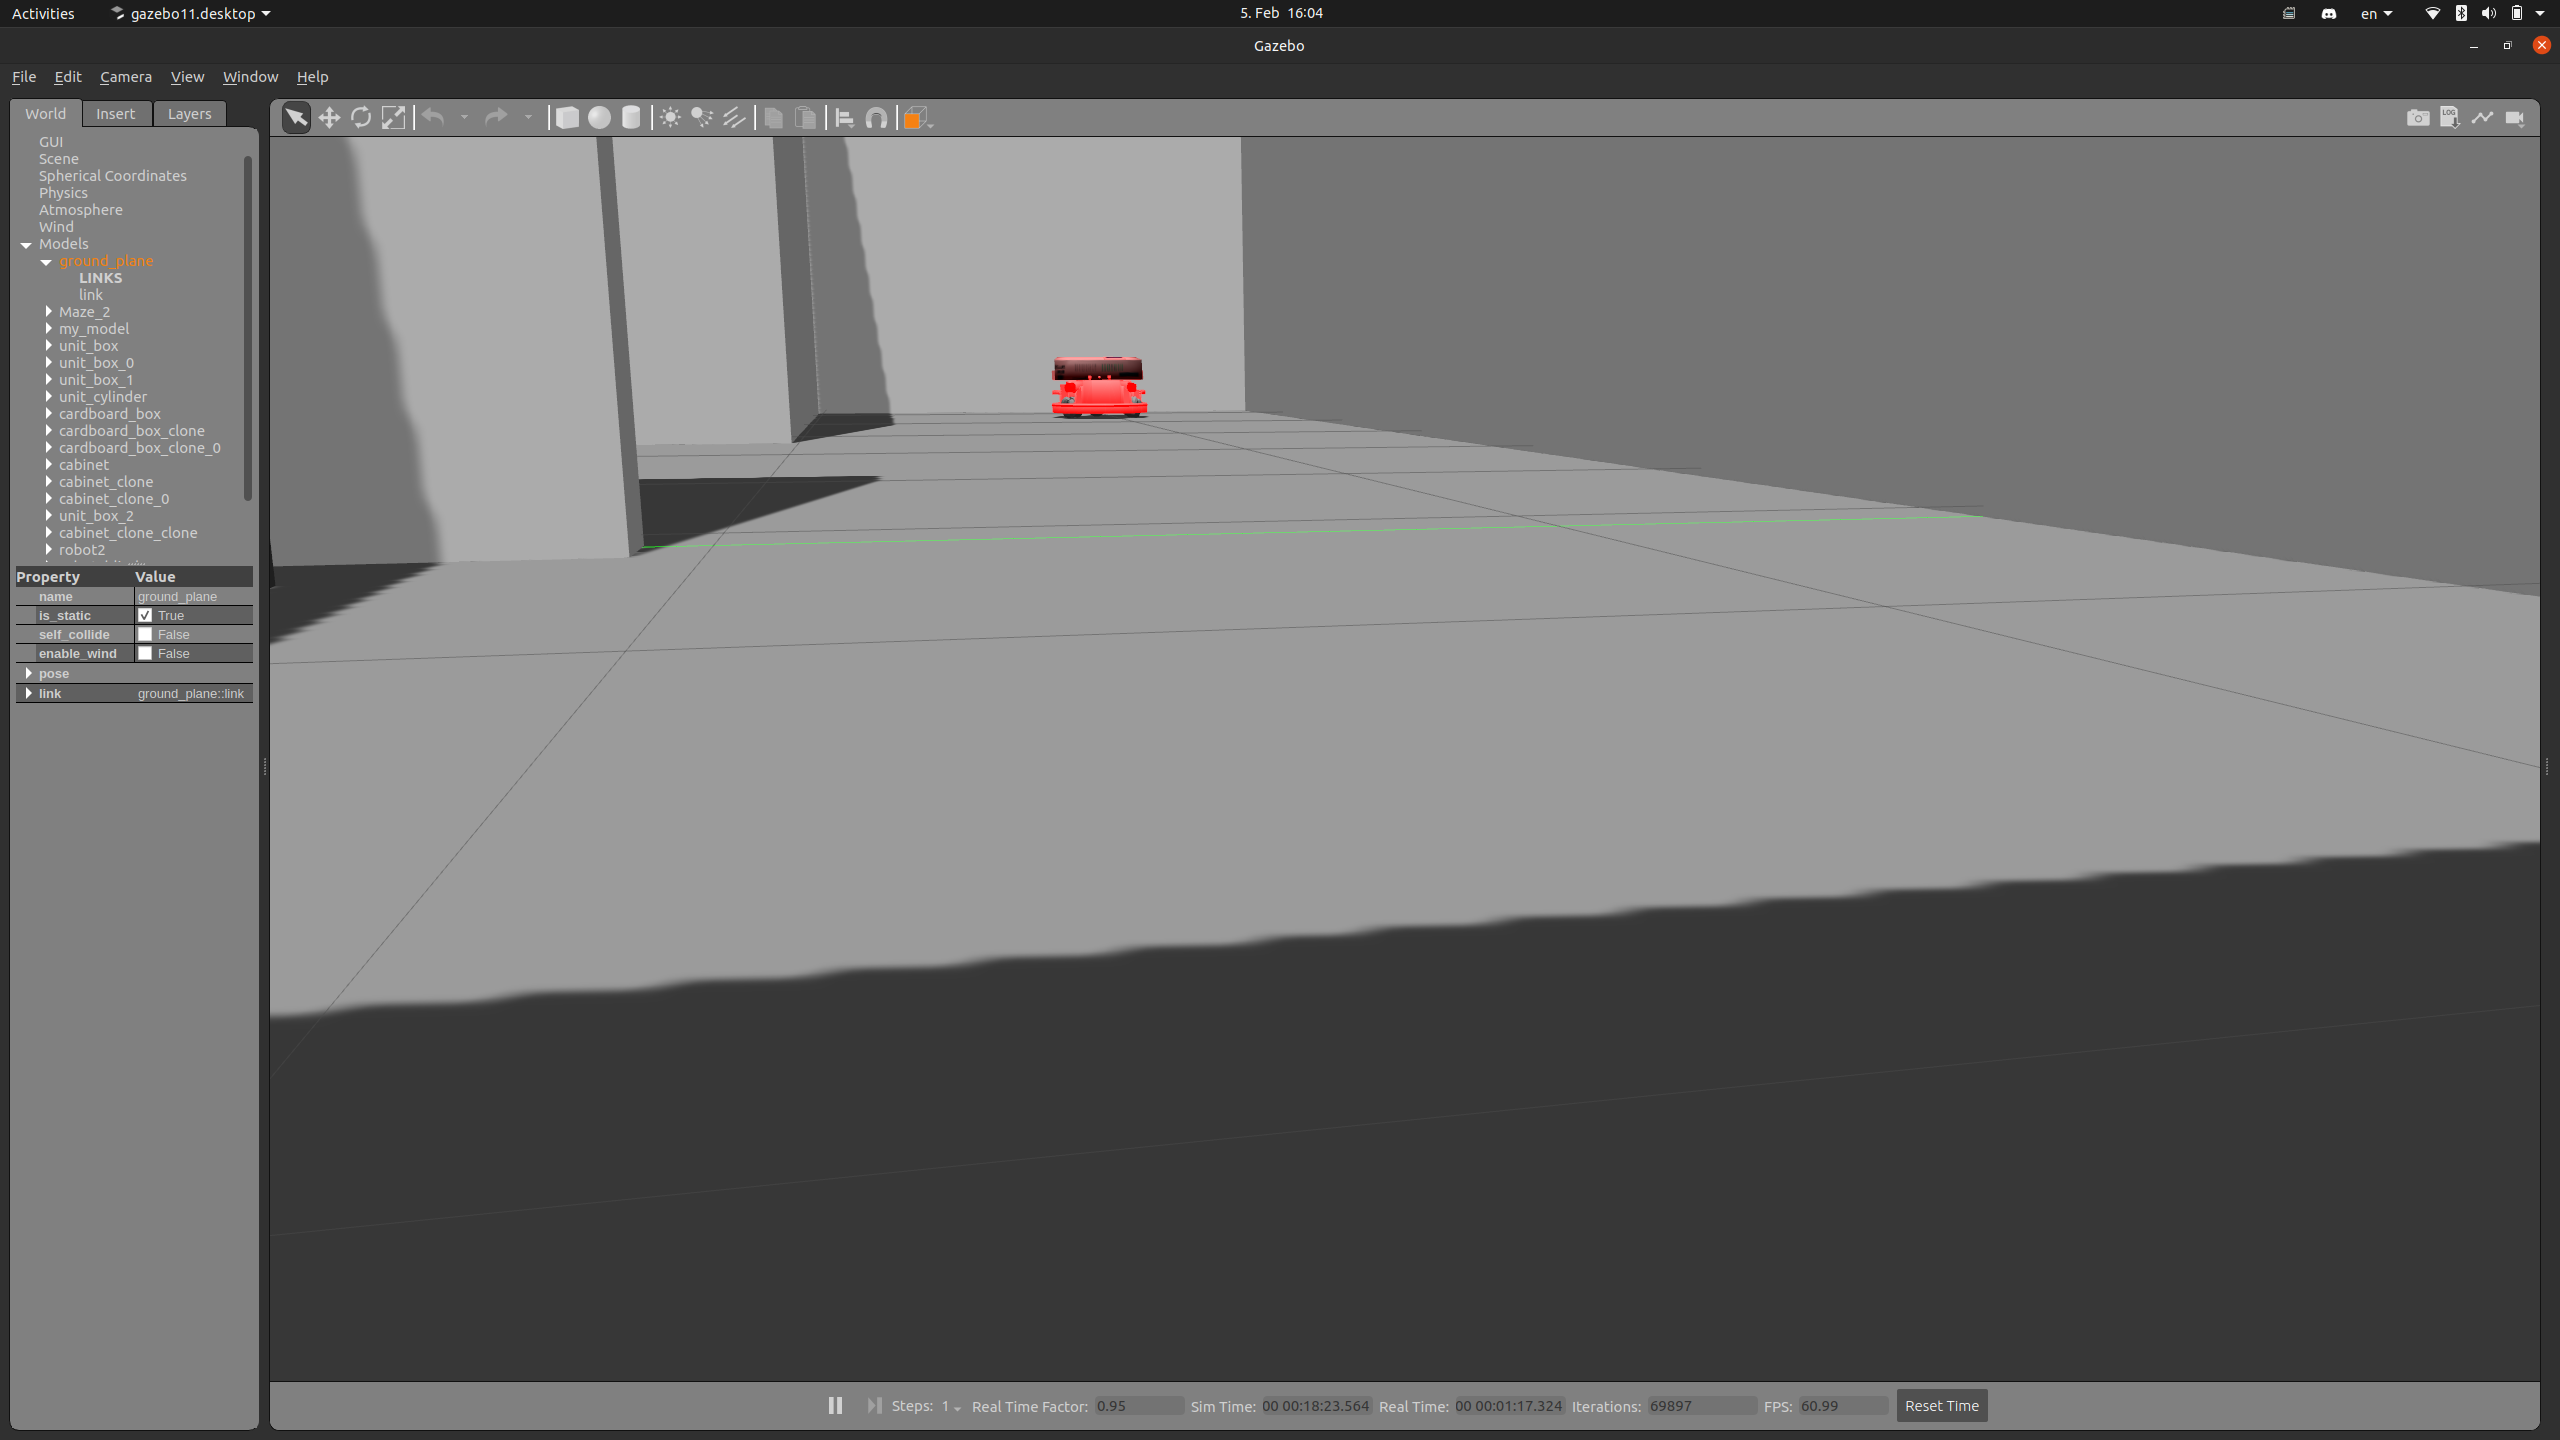 Activities gazebo11.desktop 5. Feb 16:04 en
Gazebo
File Edit Camera View Window Help
World Insert Layers
LOG
GUI
Scene
Spherical Coordinates
Physics
Atmosphere
Wind
Models
ground_plane
LINKS
link
Maze_2
my_model
unit_box
unit_box_0
unit_box_1
unit_cylinder
cardboard_box
cardboard_box_clone
cardboard_box_clone_0
cabinet
cabinet_clone
cabinet_clone_0
unit_box_2
cabinet_clone_clone
robot2
Property Value
name ground_plane
is_static True
self_collide False
enable_wind False
pose
link ground_plane::link
Steps: 1 Real Time Factor: 0.95 Sim Time: 00 00:18:23.564 Real Time: 00 00:01:17.324 Iterations: 69897 FPS: 60.99 Reset Time